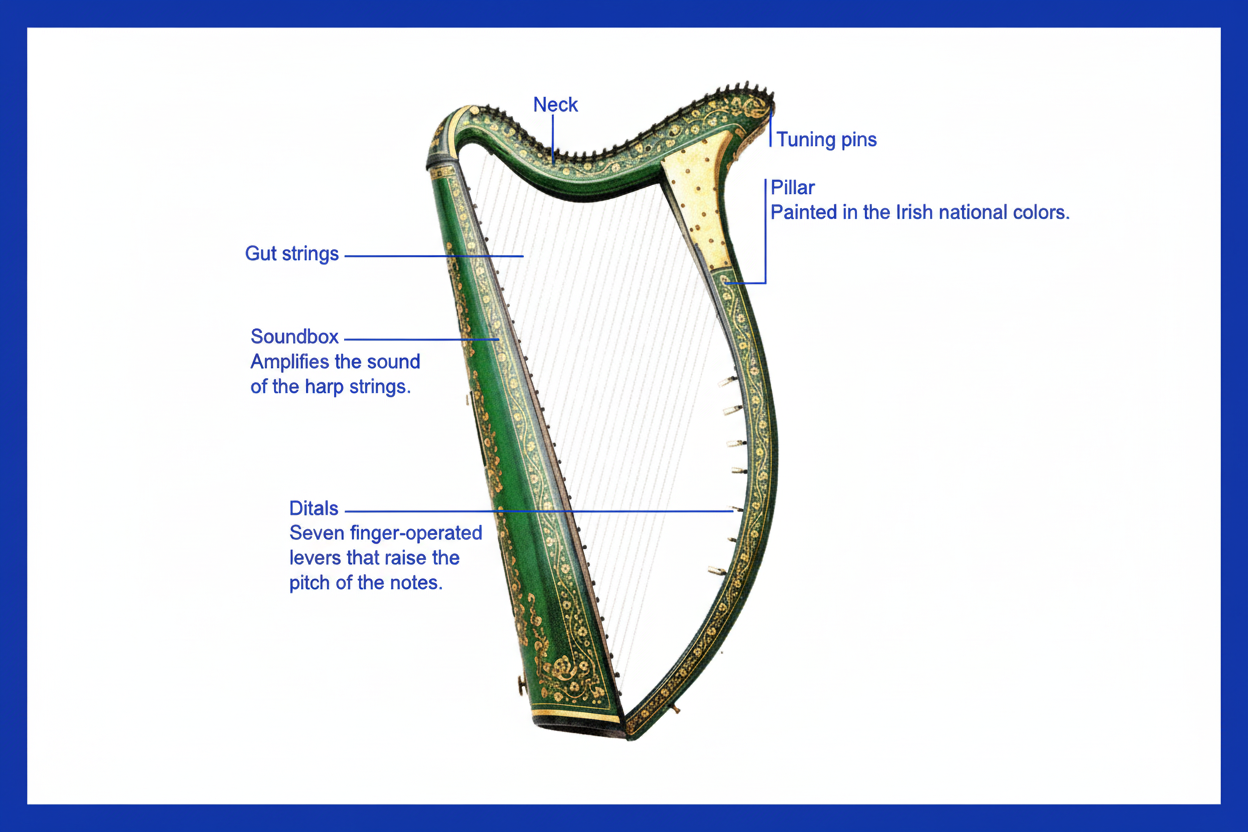 Neck
Tuning pins
Pillar
Painted in the Irish national colors.
Gut strings
Soundbox
Amplifies the sound
of the harp strings.
Ditals
Seven finger-operated
levers that raise the
pitch of the notes.